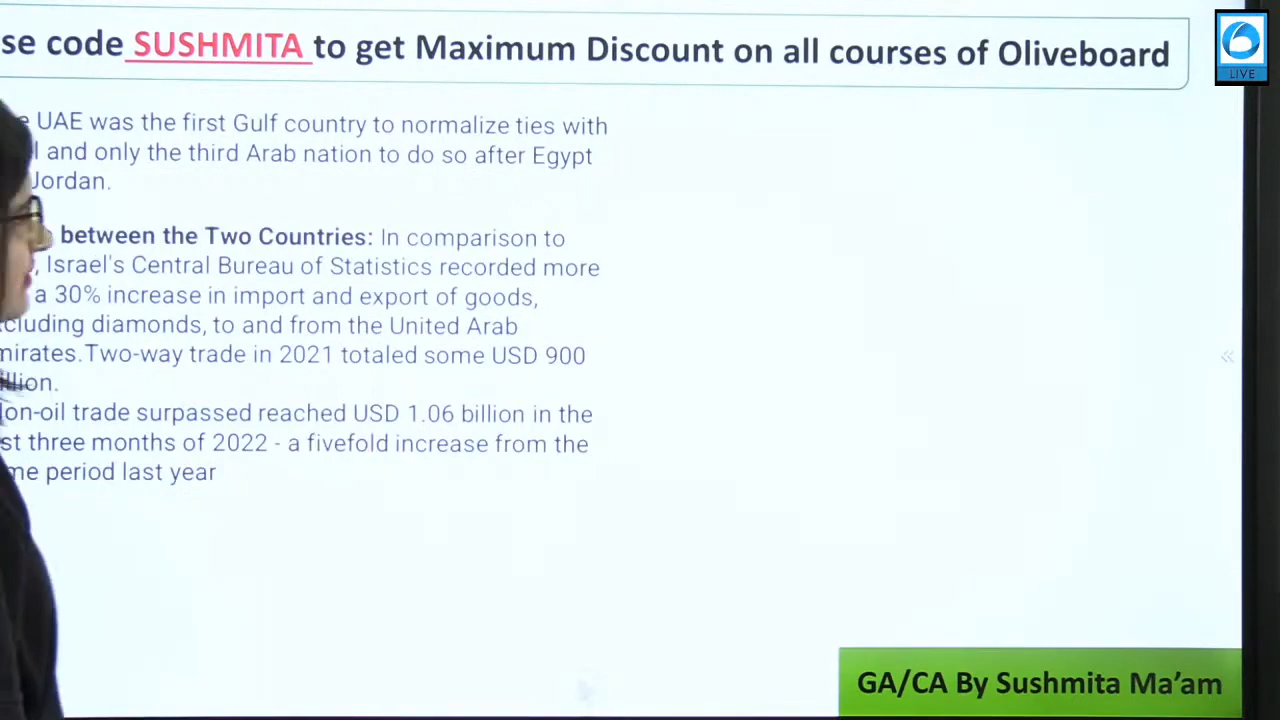 se code SUSHMITA to get Maximum Discount on all courses of Oliveboard
LIVE
UAE was the first Gulf country to normalize ties with
and only the third Arab nation to do so after Egypt
Jordan.
between the Two Countries: In comparison to
, Israel's Central Bureau of Statistics recorded more
a 30% increase in import and export of goods,
cluding diamonds, to and from the United Arab
mirates.Two-way trade in 2021 totaled some USD 900
illion.
on-oil trade surpassed reached USD 1.06 billion in the
st three months of 2022 - a fivefold increase from the
me period last year
GA/CA By Sushmita Ma'am